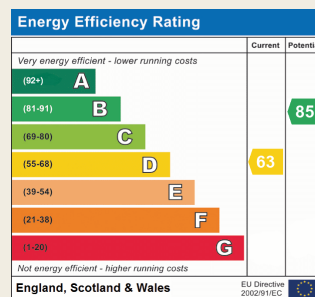 Energy Efficiency Rating
Current Potential
Very energy efficient - lower running costs
(92+) A
(81-91) B 85
(69-80) C
(55-68) D 63
(39-54) E
(21-38) F
(1-20) G
Not energy efficient - higher running costs
England, Scotland & Wales
EU Directive
2002/91/EC